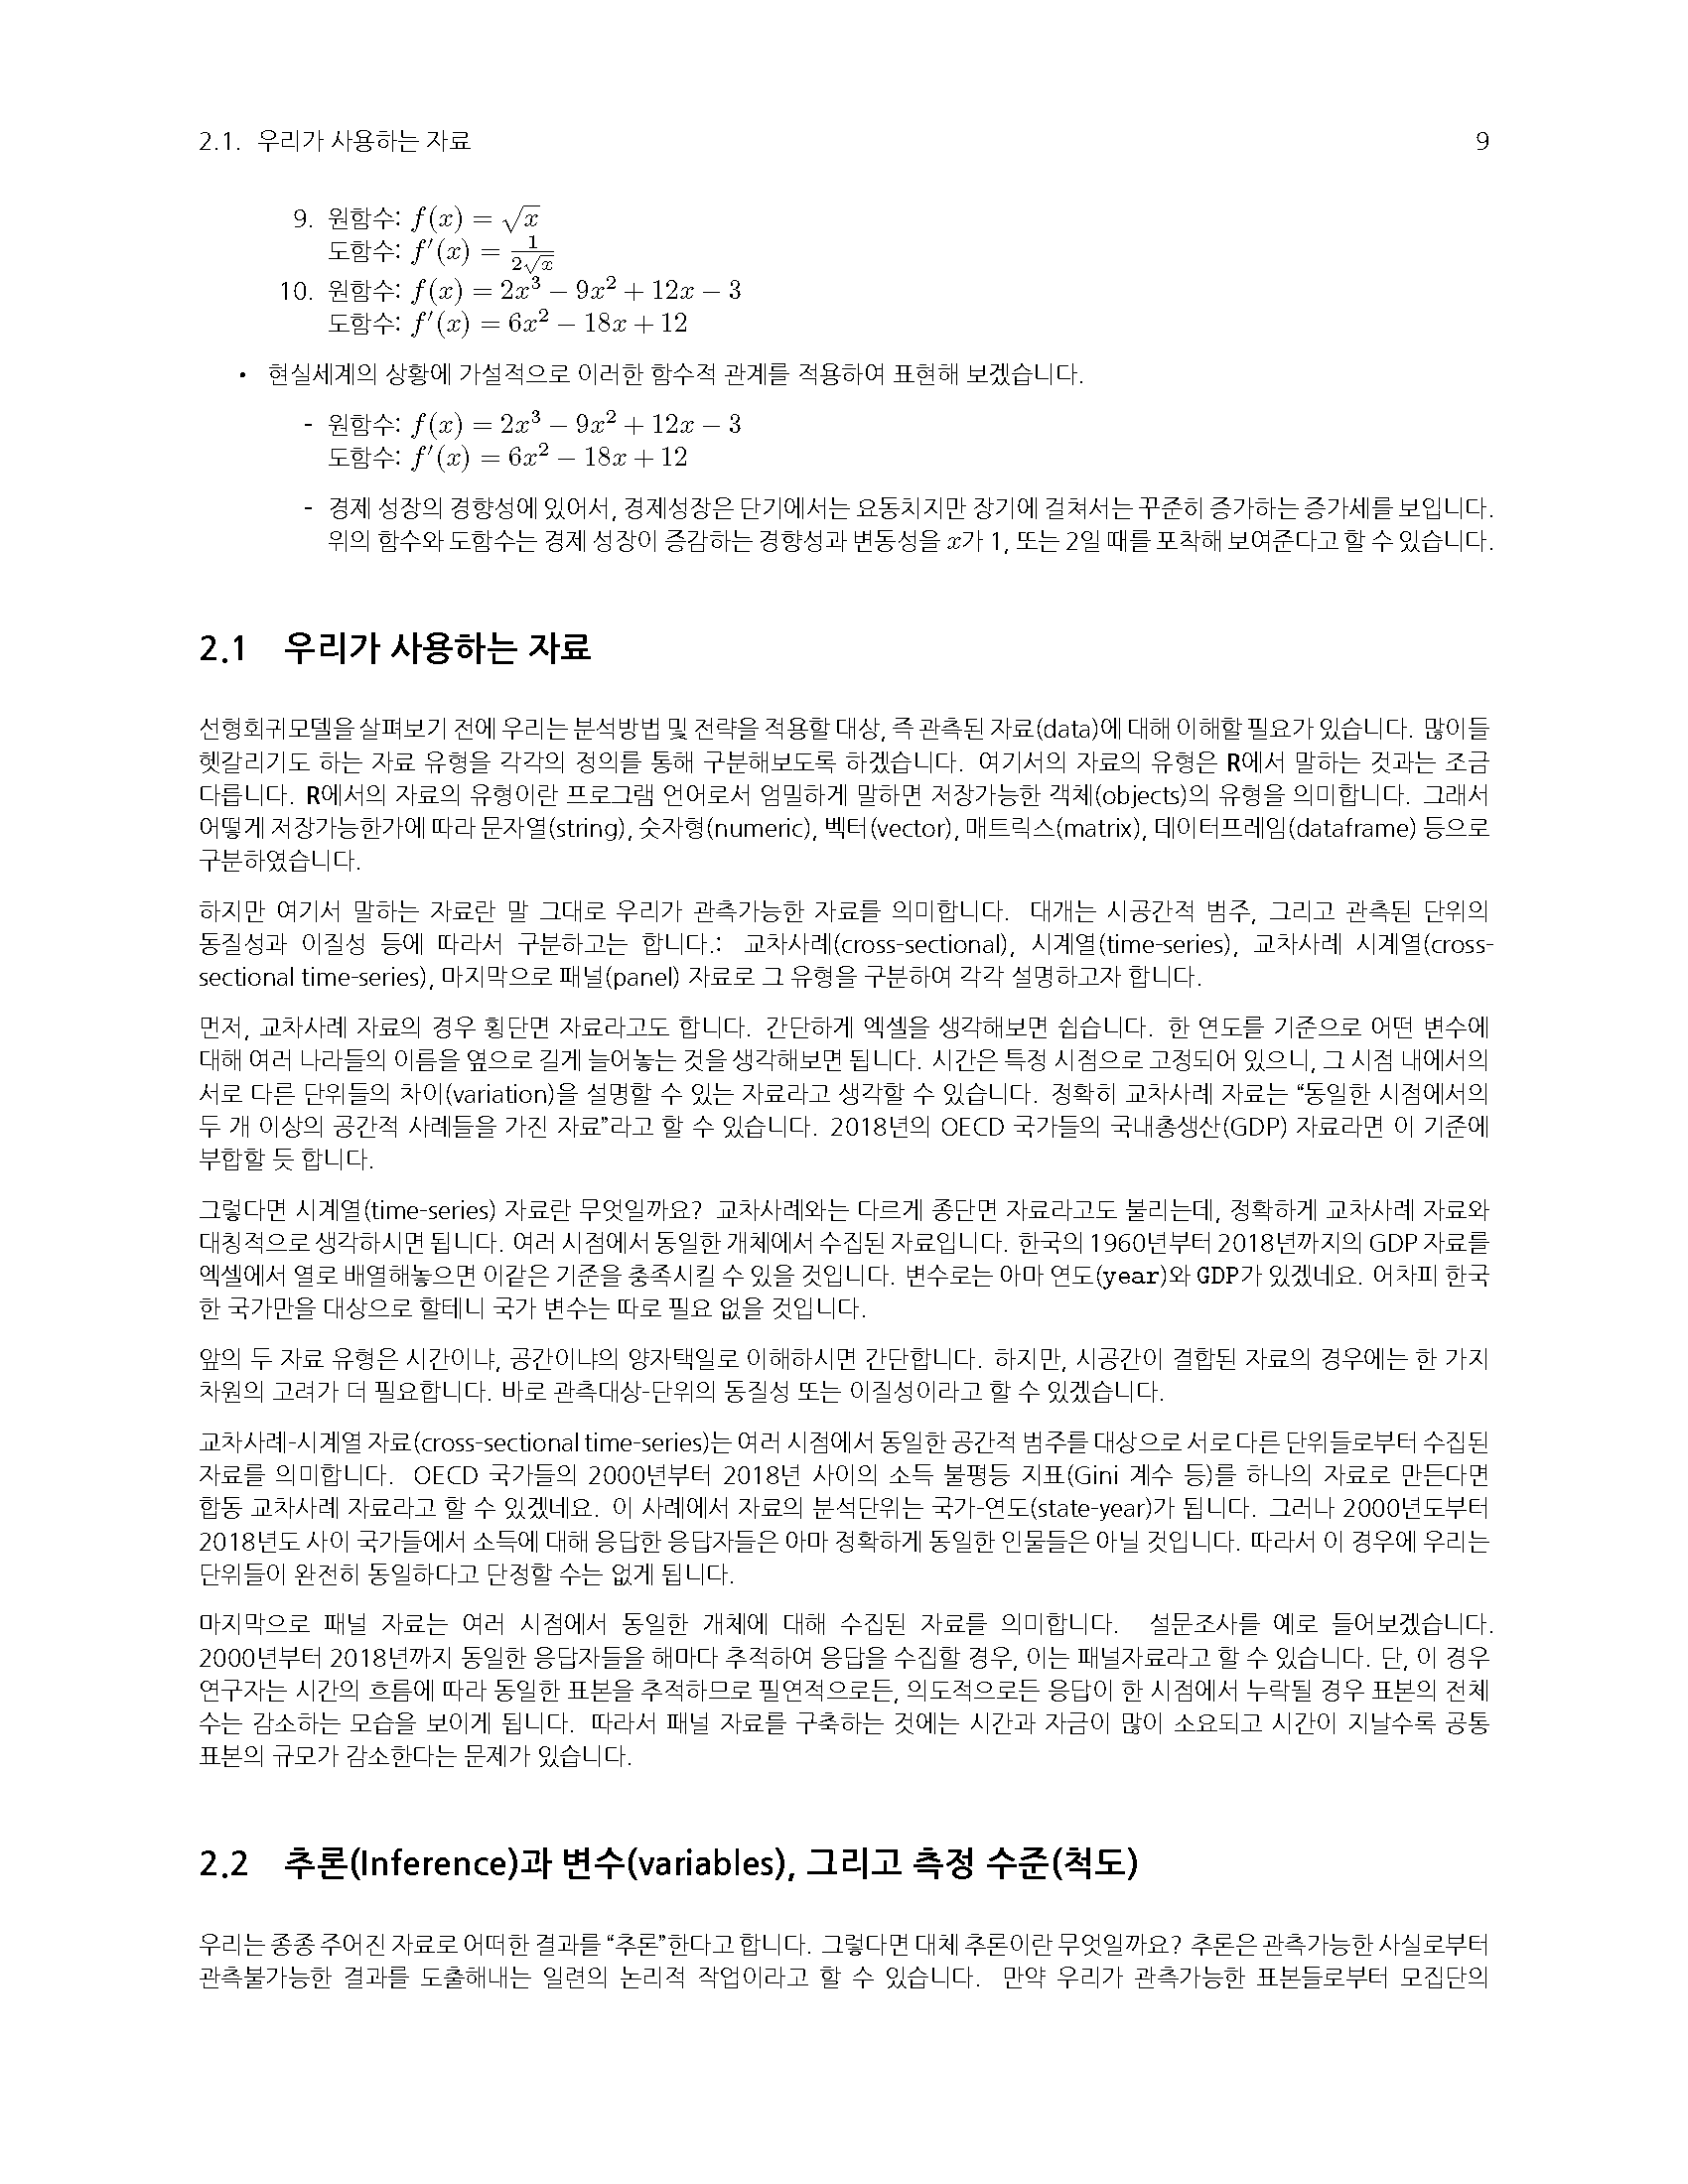 2.1. 우리가 사용하는 자료 9
9. 원함수: f(x) = √x
도함수: f′(x) = 1/(2√x)
10. 원함수: f(x) = 2x³ − 9x² + 12x − 3
도함수: f′(x) = 6x² − 18x + 12
• 현실세계의 상황에 가설적으로 이러한 함수적 관계를 적용하여 표현해 보겠습니다.
- 원함수: f(x) = 2x³ − 9x² + 12x − 3
도함수: f′(x) = 6x² − 18x + 12
- 경제 성장의 경향성에 있어서, 경제성장은 단기에서는 요동치지만 장기에 걸쳐서는 꾸준히 증가하는 증가세를 보입니다.
위의 함수와 도함수는 경제 성장이 증감하는 경향성과 변동성을 x가 1, 또는 2일 때를 포착해 보여준다고 할 수 있습니다.
2.1 우리가 사용하는 자료
선형회귀모델을 살펴보기 전에 우리는 분석방법 및 전략을 적용할 대상, 즉 관측된 자료(data)에 대해 이해할 필요가 있습니다. 많이들
헷갈리기도 하는 자료 유형을 각각의 정의를 통해 구분해보도록 하겠습니다. 여기서의 자료의 유형은 R에서 말하는 것과는 조금
다릅니다. R에서의 자료의 유형이란 프로그램 언어로서 엄밀하게 말하면 저장가능한 객체(objects)의 유형을 의미합니다. 그래서
어떻게 저장가능한가에 따라 문자열(string), 숫자형(numeric), 벡터(vector), 매트릭스(matrix), 데이터프레임(dataframe) 등으로
구분하였습니다.
하지만 여기서 말하는 자료란 말 그대로 우리가 관측가능한 자료를 의미합니다. 대개는 시공간적 범주, 그리고 관측된 단위의
동질성과 이질성 등에 따라서 구분하고는 합니다.: 교차사례(cross-sectional), 시계열(time-series), 교차사례 시계열(cross-
sectional time-series), 마지막으로 패널(panel) 자료로 그 유형을 구분하여 각각 설명하고자 합니다.
먼저, 교차사례 자료의 경우 횡단면 자료라고도 합니다. 간단하게 엑셀을 생각해보면 쉽습니다. 한 연도를 기준으로 어떤 변수에
대해 여러 나라들의 이름을 옆으로 길게 늘어놓는 것을 생각해보면 됩니다. 시간은 특정 시점으로 고정되어 있으니, 그 시점 내에서의
서로 다른 단위들의 차이(variation)을 설명할 수 있는 자료라고 생각할 수 있습니다. 정확히 교차사례 자료는 “동일한 시점에서의
두 개 이상의 공간적 사례들을 가진 자료”라고 할 수 있습니다. 2018년의 OECD 국가들의 국내총생산(GDP) 자료라면 이 기준에
부합할 듯 합니다.
그렇다면 시계열(time-series) 자료란 무엇일까요? 교차사례와는 다르게 종단면 자료라고도 불리는데, 정확하게 교차사례 자료와
대칭적으로 생각하시면 됩니다. 여러 시점에서 동일한 개체에서 수집된 자료입니다. 한국의 1960년부터 2018년까지의 GDP 자료를
엑셀에서 열로 배열해놓으면 이같은 기준을 충족시킬 수 있을 것입니다. 변수로는 아마 연도(year)와 GDP가 있겠네요. 어차피 한국
한 국가만을 대상으로 할테니 국가 변수는 따로 필요 없을 것입니다.
앞의 두 자료 유형은 시간이냐, 공간이냐의 양자택일로 이해하시면 간단합니다. 하지만, 시공간이 결합된 자료의 경우에는 한 가지
차원의 고려가 더 필요합니다. 바로 관측대상-단위의 동질성 또는 이질성이라고 할 수 있겠습니다.
교차사례-시계열 자료(cross-sectional time-series)는 여러 시점에서 동일한 공간적 범주를 대상으로 서로 다른 단위들로부터 수집된
자료를 의미합니다. OECD 국가들의 2000년부터 2018년 사이의 소득 불평등 지표(Gini 계수 등)를 하나의 자료로 만든다면
합동 교차사례 자료라고 할 수 있겠네요. 이 사례에서 자료의 분석단위는 국가-연도(state-year)가 됩니다. 그러나 2000년도부터
2018년도 사이 국가들에서 소득에 대해 응답한 응답자들은 아마 정확하게 동일한 인물들은 아닐 것입니다. 따라서 이 경우에 우리는
단위들이 완전히 동일하다고 단정할 수는 없게 됩니다.
마지막으로 패널 자료는 여러 시점에서 동일한 개체에 대해 수집된 자료를 의미합니다. 설문조사를 예로 들어보겠습니다.
2000년부터 2018년까지 동일한 응답자들을 해마다 추적하여 응답을 수집할 경우, 이는 패널자료라고 할 수 있습니다. 단, 이 경우
연구자는 시간의 흐름에 따라 동일한 표본을 추적하므로 필연적으로든, 의도적으로든 응답이 한 시점에서 누락될 경우 표본의 전체
수는 감소하는 모습을 보이게 됩니다. 따라서 패널 자료를 구축하는 것에는 시간과 자금이 많이 소요되고 시간이 지날수록 공통
표본의 규모가 감소한다는 문제가 있습니다.
2.2 추론(Inference)과 변수(variables), 그리고 측정 수준(척도)
우리는 종종 주어진 자료로 어떠한 결과를 “추론”한다고 합니다. 그렇다면 대체 추론이란 무엇일까요? 추론은 관측가능한 사실로부터
관측불가능한 결과를 도출해내는 일련의 논리적 작업이라고 할 수 있습니다. 만약 우리가 관측가능한 표본들로부터 모집단의